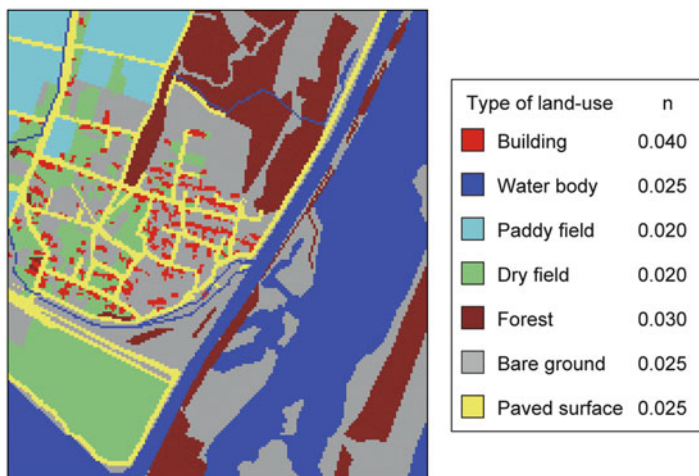 Type of land-use n
Building 0.040
Water body 0.025
Paddy field 0.020
Dry field 0.020
Forest 0.030
Bare ground 0.025
Paved surface 0.025